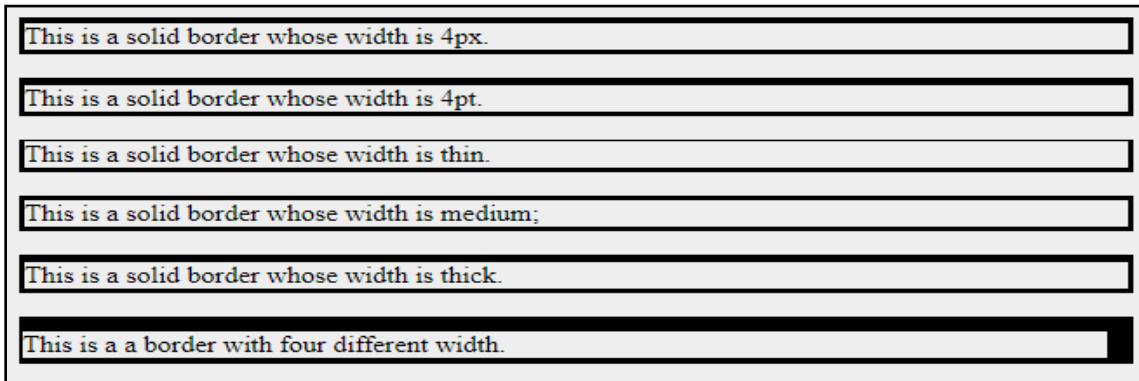 This is a solid border whose width is 4px.
This is a solid border whose width is 4pt.
This is a solid border whose width is thin.
This is a solid border whose width is medium;
This is a solid border whose width is thick.
This is a a border with four different width.